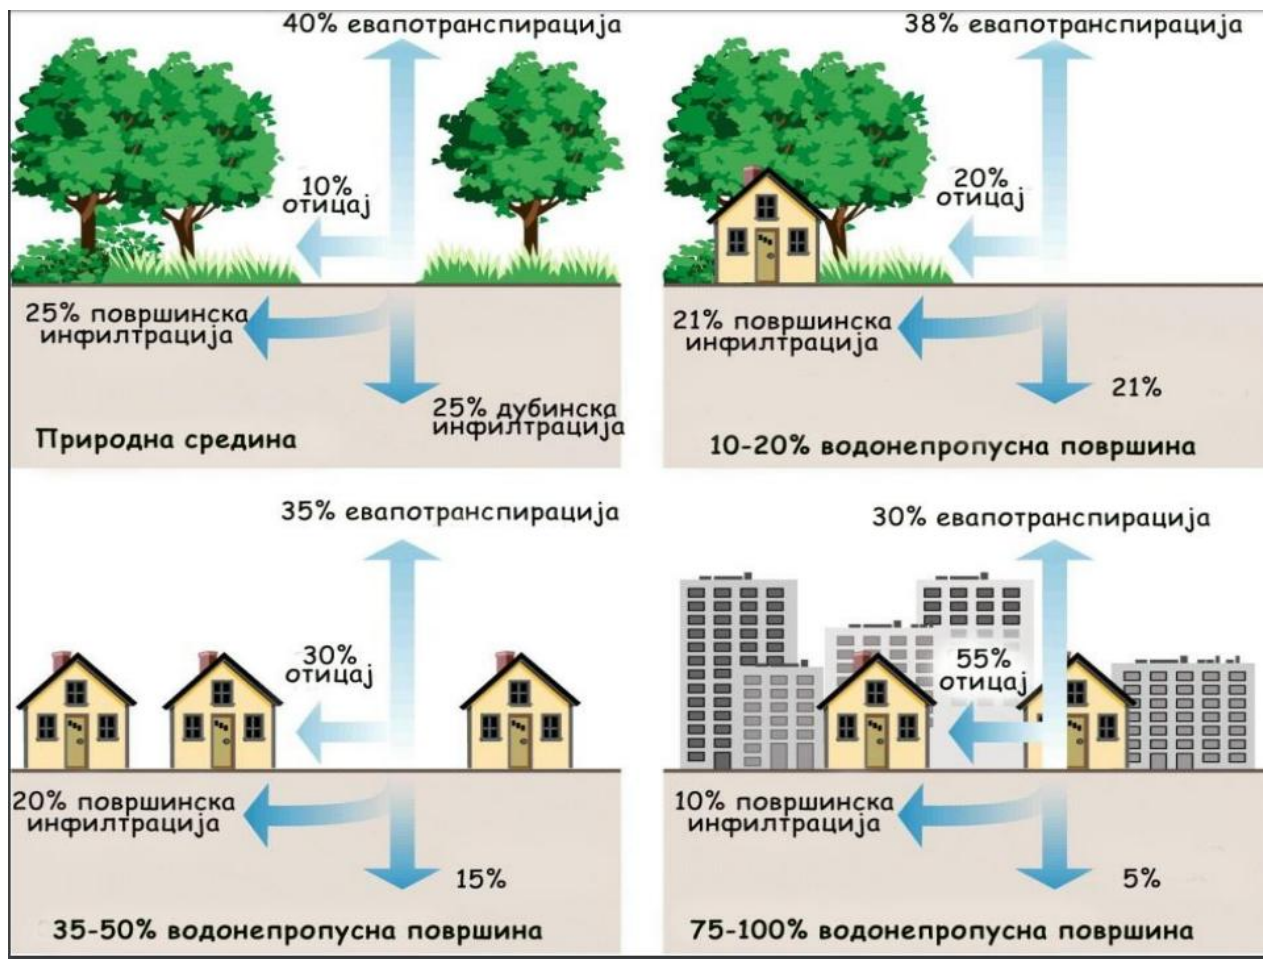 40% евапотранспирација
10%
отицај
25% површинска
инфилтрација
25% дубинска
инфилтрација
Природна средина
38% евапотранспирација
20%
отицај
21% површинска
инфилтрација
21%
10-20% водонепропусна површина
35% евапотранспирација
30%
отицај
20% површинска
инфилтрација
15%
35-50% водонепропусна површина
30% евапотранспирација
55%
отицај
10% површинска
инфилтрација
5%
75-100% водонепропусна површина